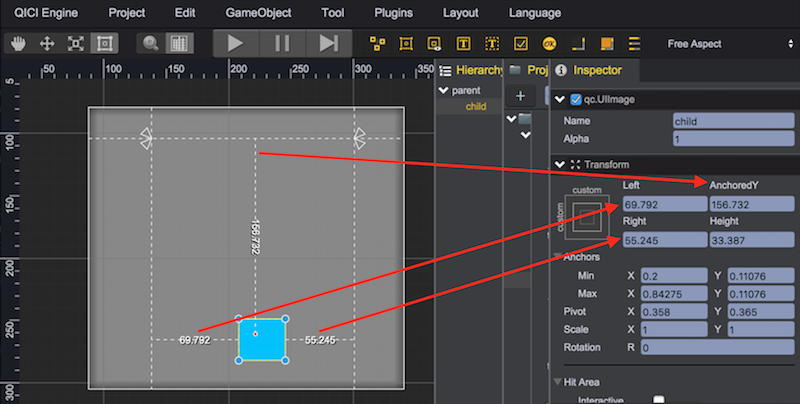 QICI Engine Project Edit GameObject Tool Plugins Layout Language
T T OK Free Aspect
50 100 150 200 250 300 350
Hierarchy Proj Inspector
parent
child
qc.UIImage
Name child
Alpha 1
Transform
custom
custom
Left AnchoredY
69.792 156.732
Right Height
55.245 33.387
Anchors
Min X 0.2 Y 0.11076
Max X 0.84275 Y 0.11076
Pivot X 0.358 Y 0.365
Scale X 1 Y 1
Rotation R 0
Hit Area
Interactive
5
100
150
200
250
300
156.732
69.792 55.245